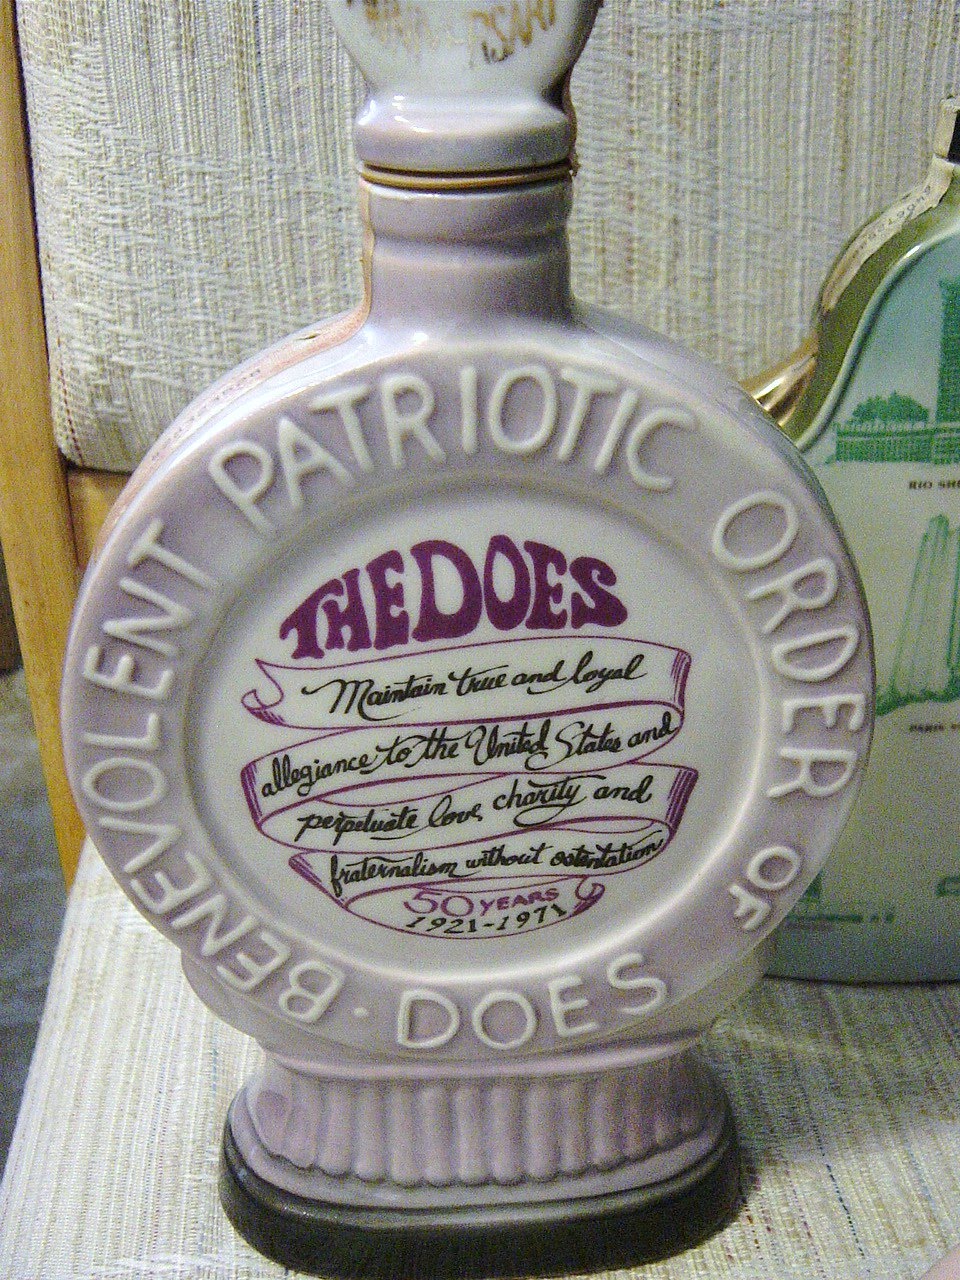 BENEVOLENT PATRIOTIC ORDER OF DOES
THE DOES
Maintain true and loyal
allegiance to the United States and
perpetuate love, charity and
fraternalism without ostentation
50 YEARS
1921-1971
RIO